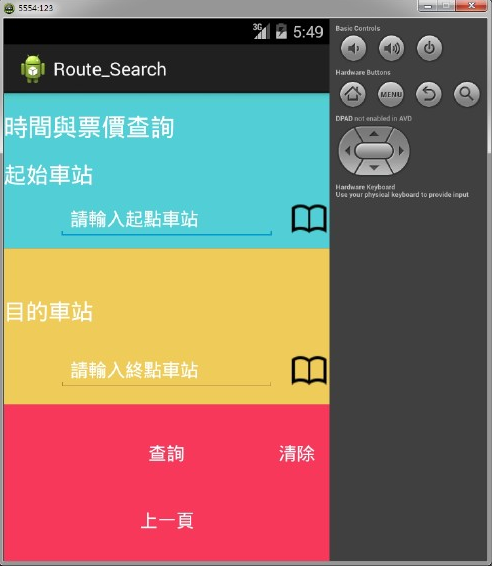 5554:123
3G 5:49
Route_Search
時間與票價查詢
起始車站
請輸入起點車站
目的車站
請輸入終點車站
查詢 清除
上一頁
Basic Controls
Hardware Buttons
MENU
DPAD not enabled in AVD
Hardware Keyboard
Use your physical keyboard to provide input